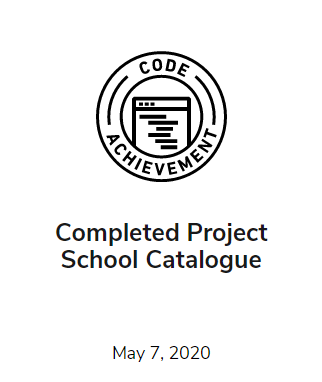 CODE
ACHIEVEMENT
Completed Project
School Catalogue
May 7, 2020